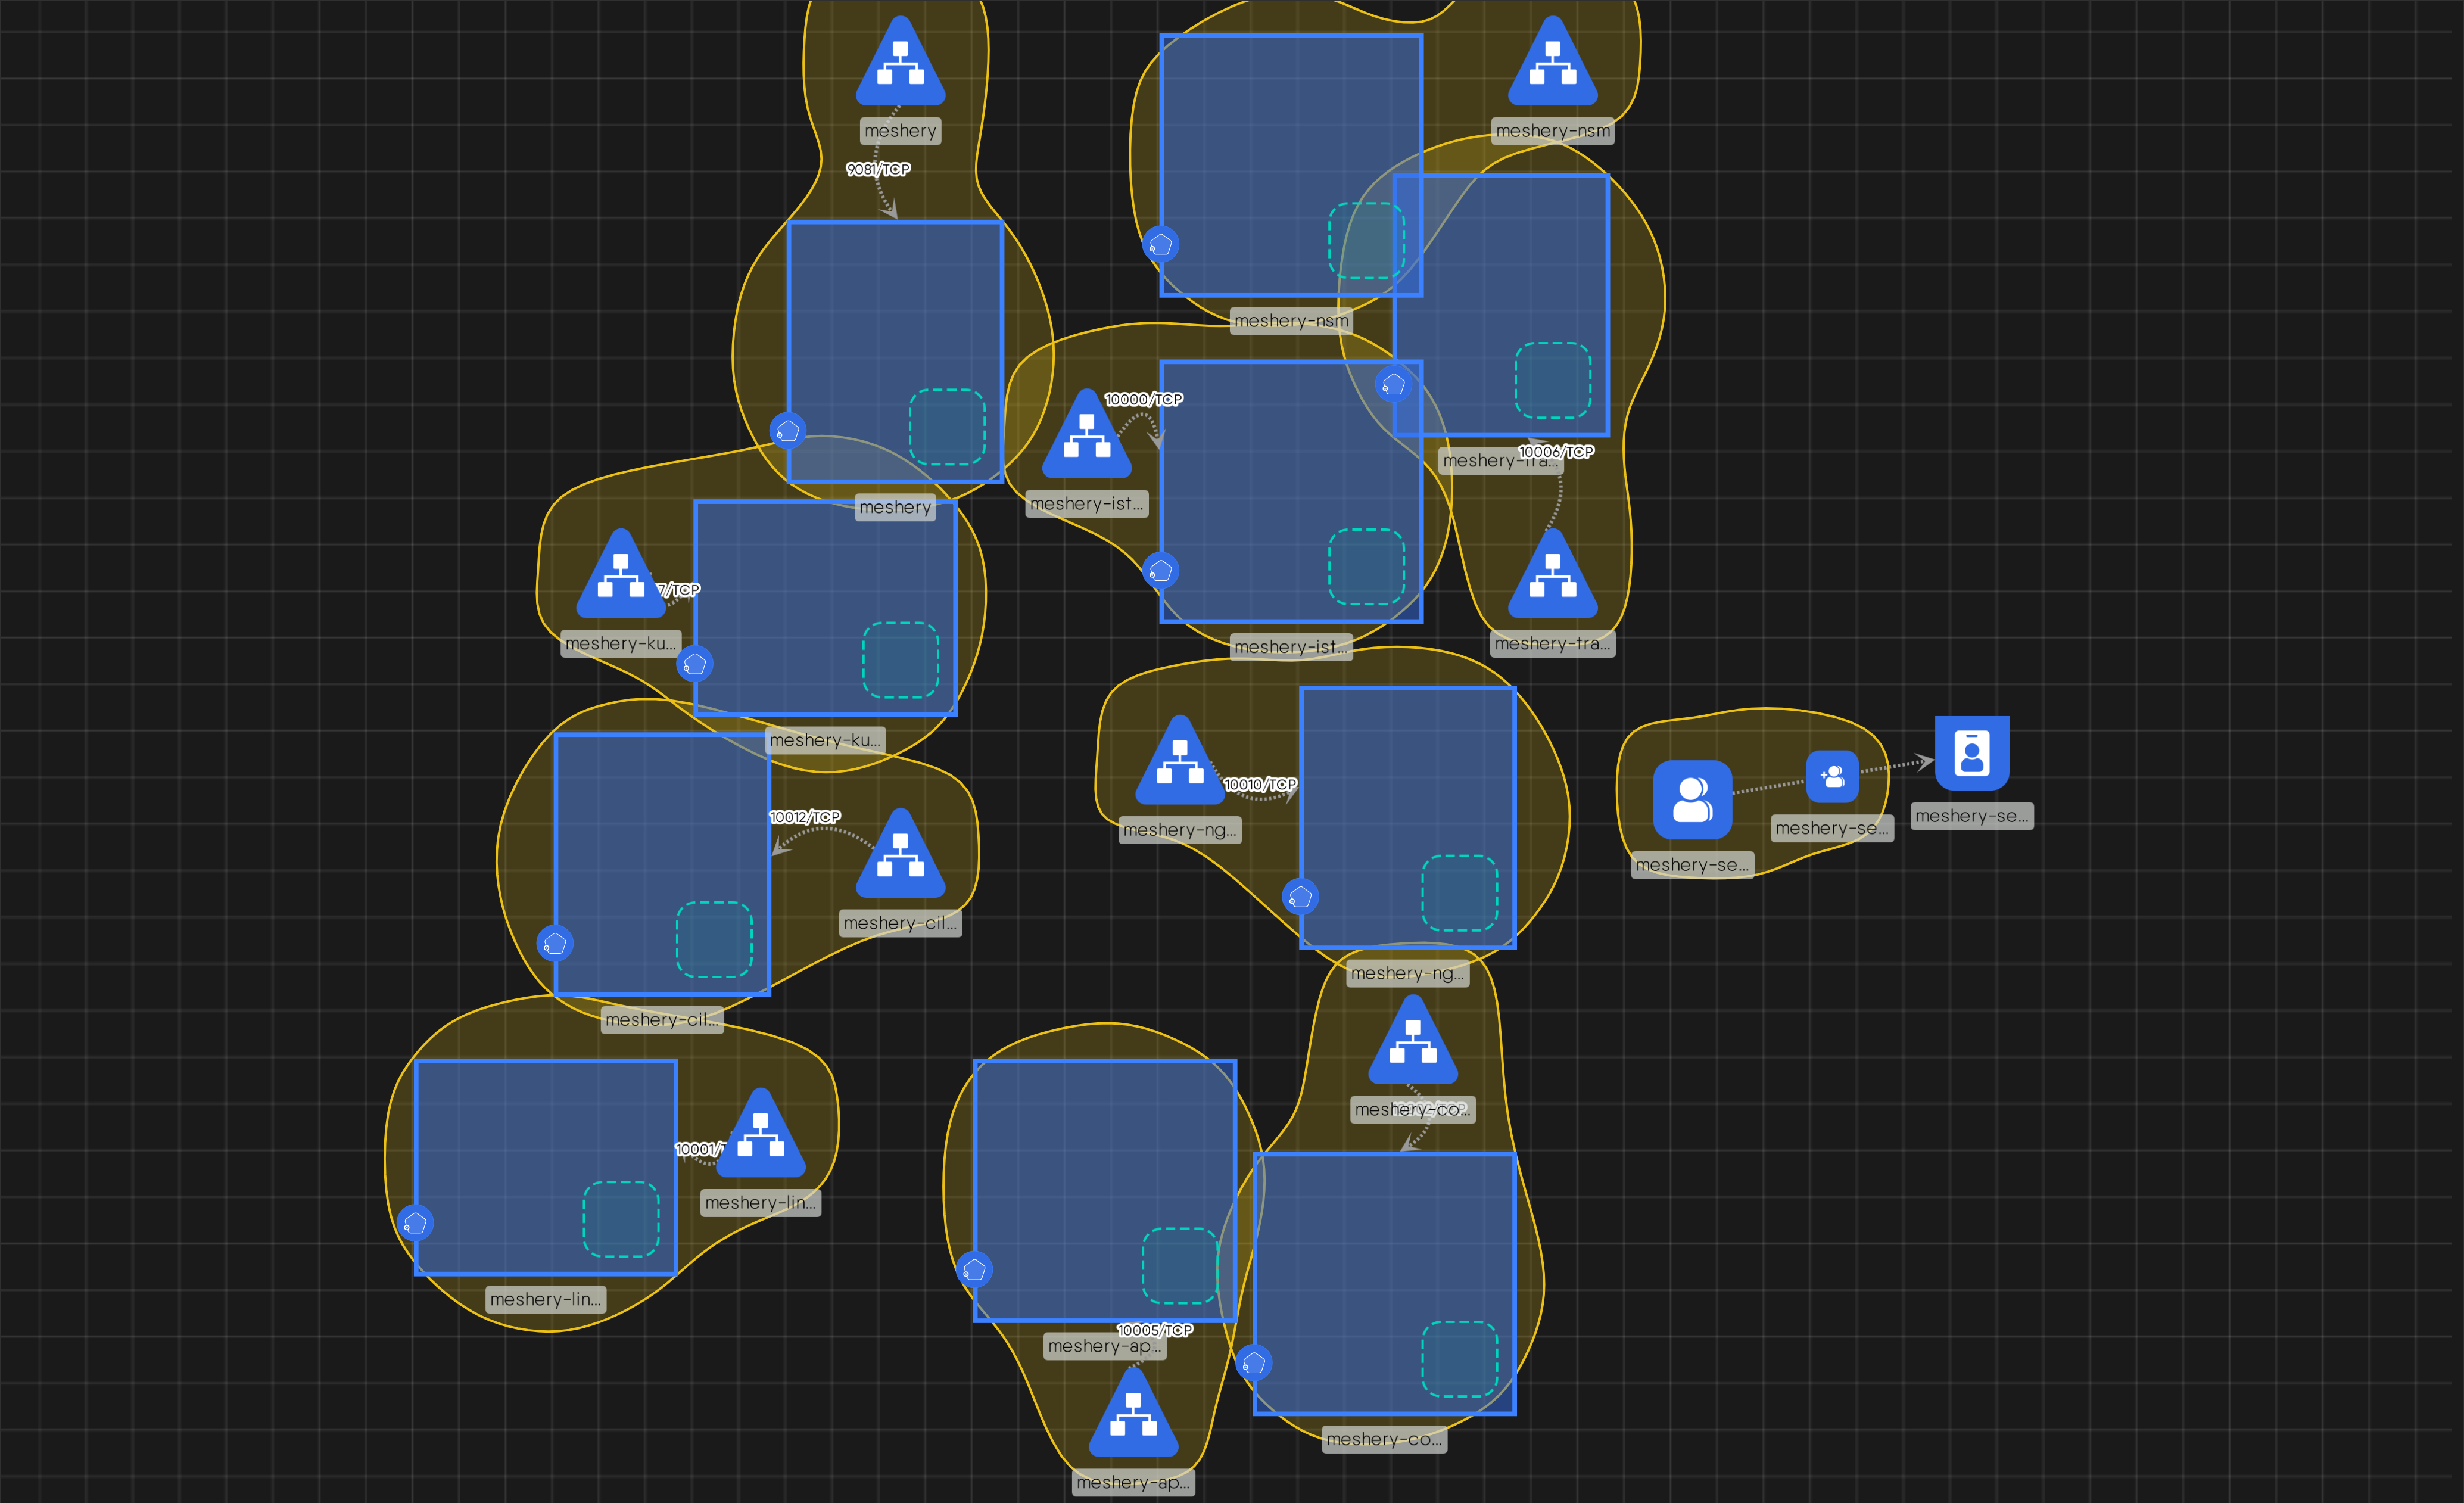 meshery
meshery-nsm
9081/TCP
meshery-nsm
10000/TCP
10006/TCP
meshery-tra...
meshery
meshery-ist...
7/TCP
meshery-ku...
meshery-ist...
meshery-tra...
meshery-ku...
10010/TCP
10012/TCP
meshery-ng...
meshery-se...
meshery-se...
meshery-se...
meshery-cil...
meshery-ng...
meshery-cil...
meshery-co...
10001/T
meshery-lin...
meshery-lin...
10005/TCP
meshery-ap...
meshery-co...
meshery-ap...